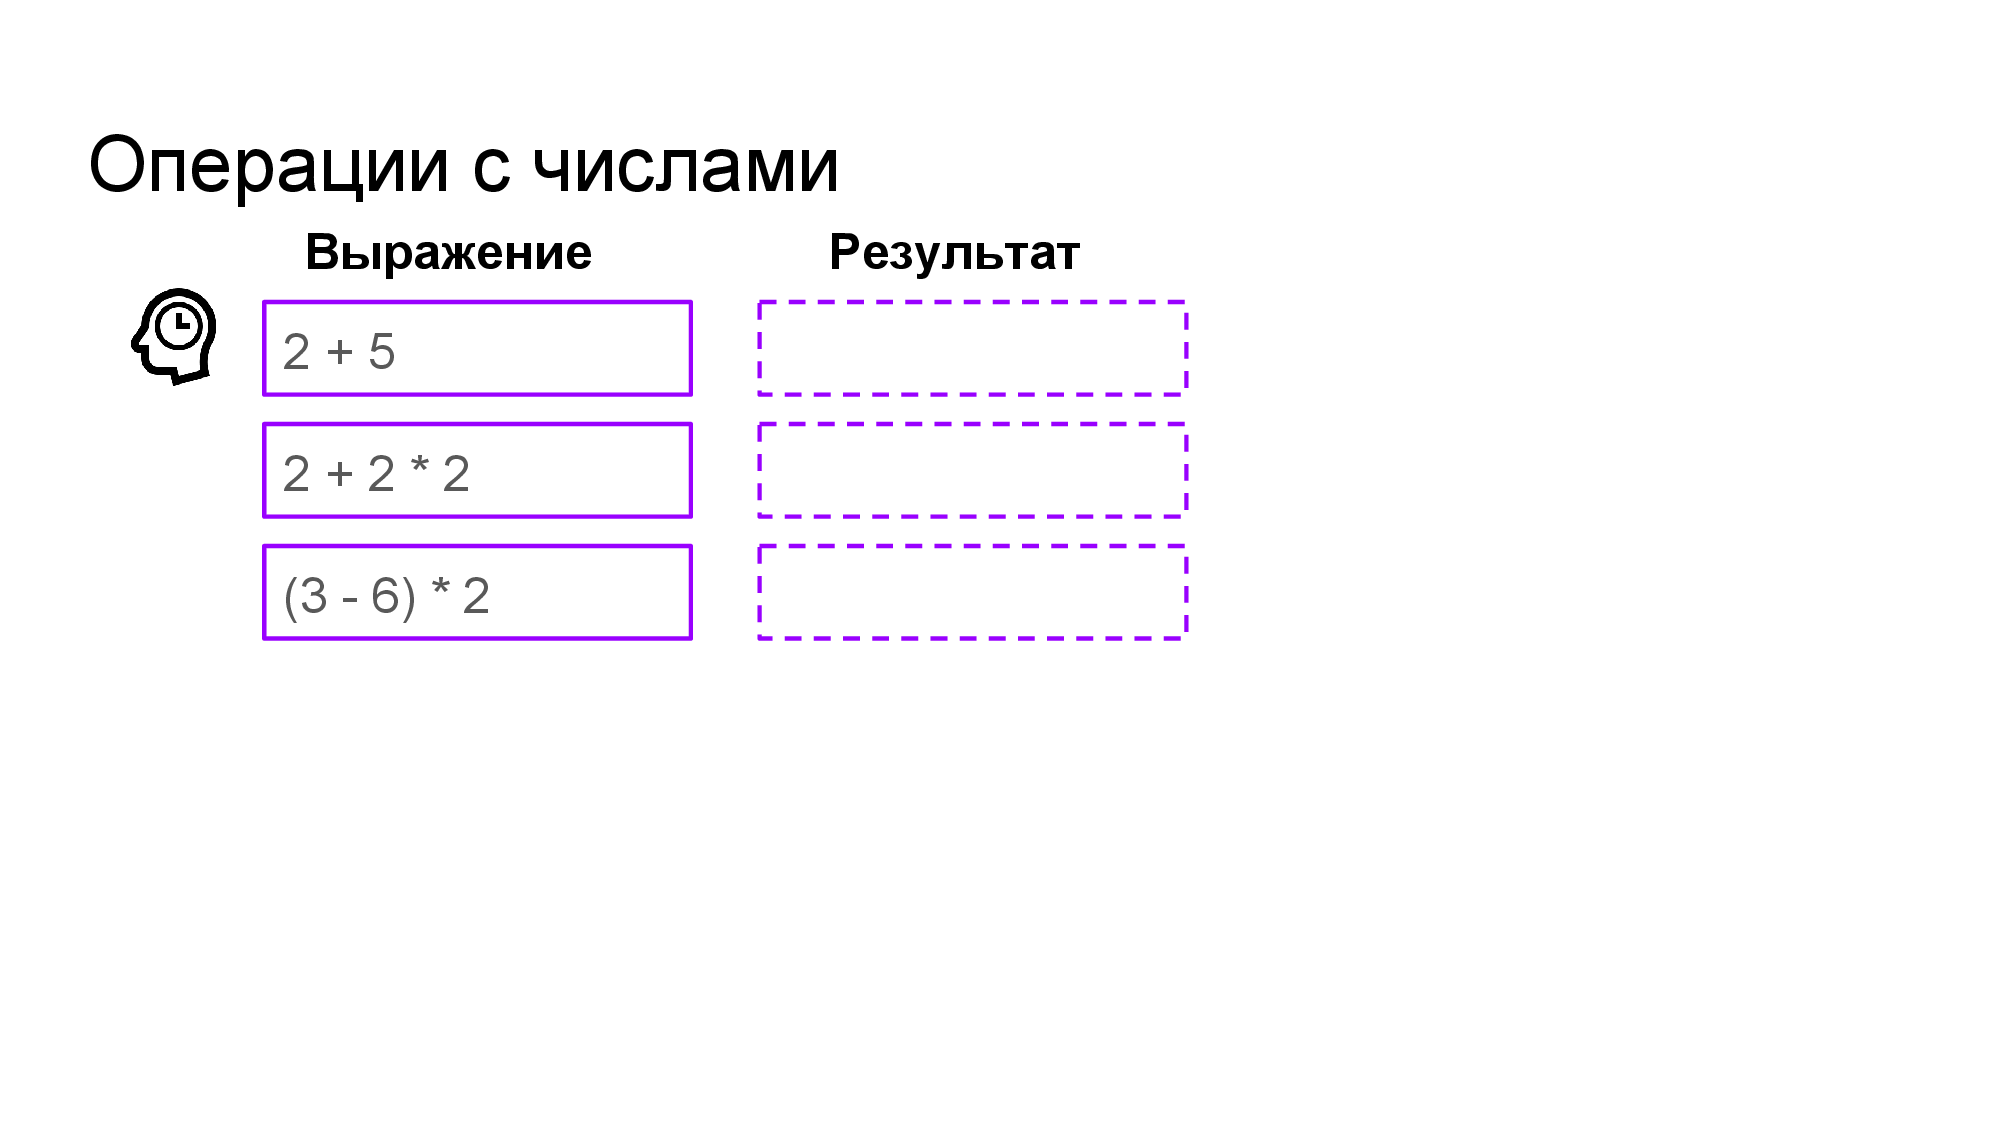 Операции с числами
Выражение Результат
2 + 5
2 + 2 * 2
(3 - 6) * 2